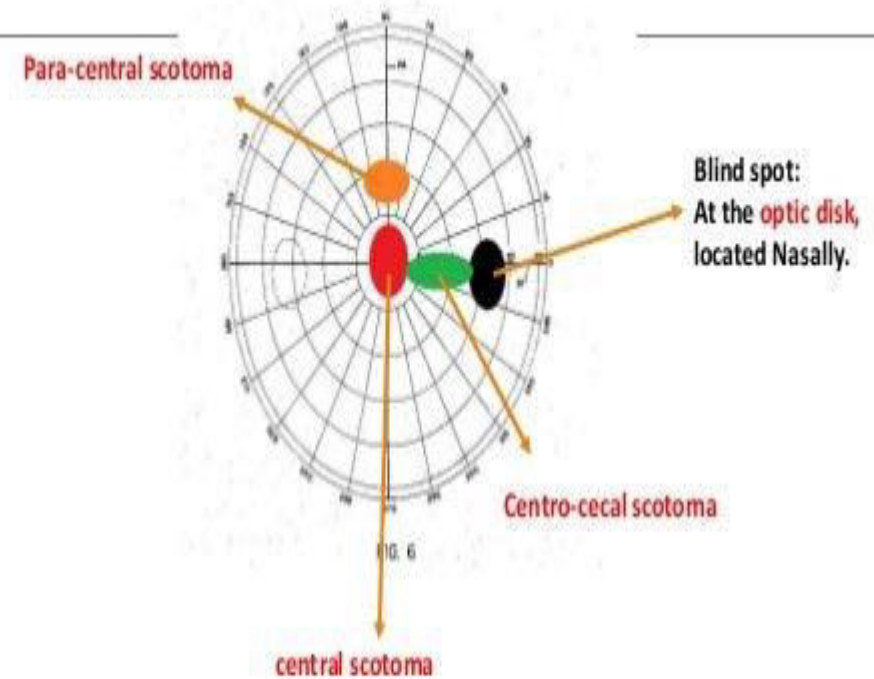 Para-central scotoma
Blind spot:
At the optic disk,
located Nasally.
Centro-cecal scotoma
FIG. 6
central scotoma